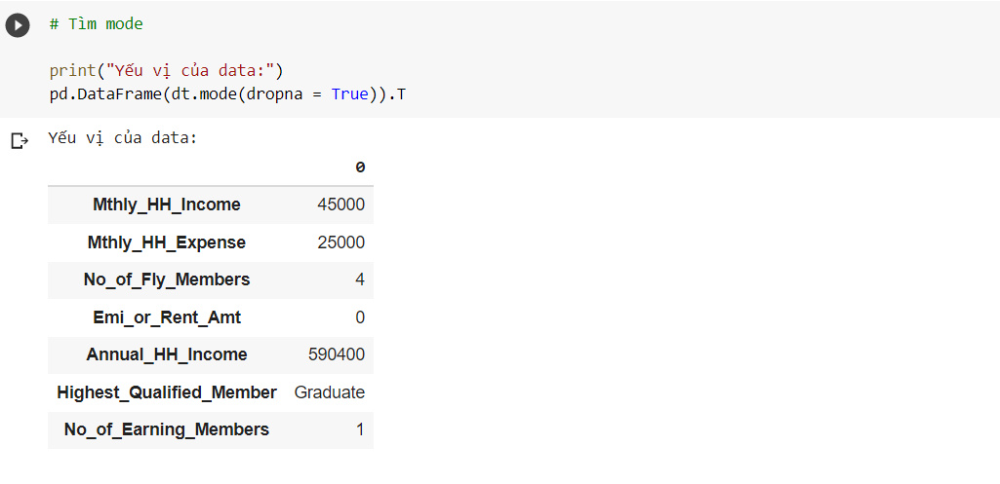 # Tìm mode
print("Yếu vị của data:")
pd.DataFrame(dt.mode(dropna = True)).T
Yếu vị của data:
0
Mthly_HH_Income 45000
Mthly_HH_Expense 25000
No_of_Fly_Members 4
Emi_or_Rent_Amt 0
Annual_HH_Income 590400
Highest_Qualified_Member Graduate
No_of_Earning_Members 1